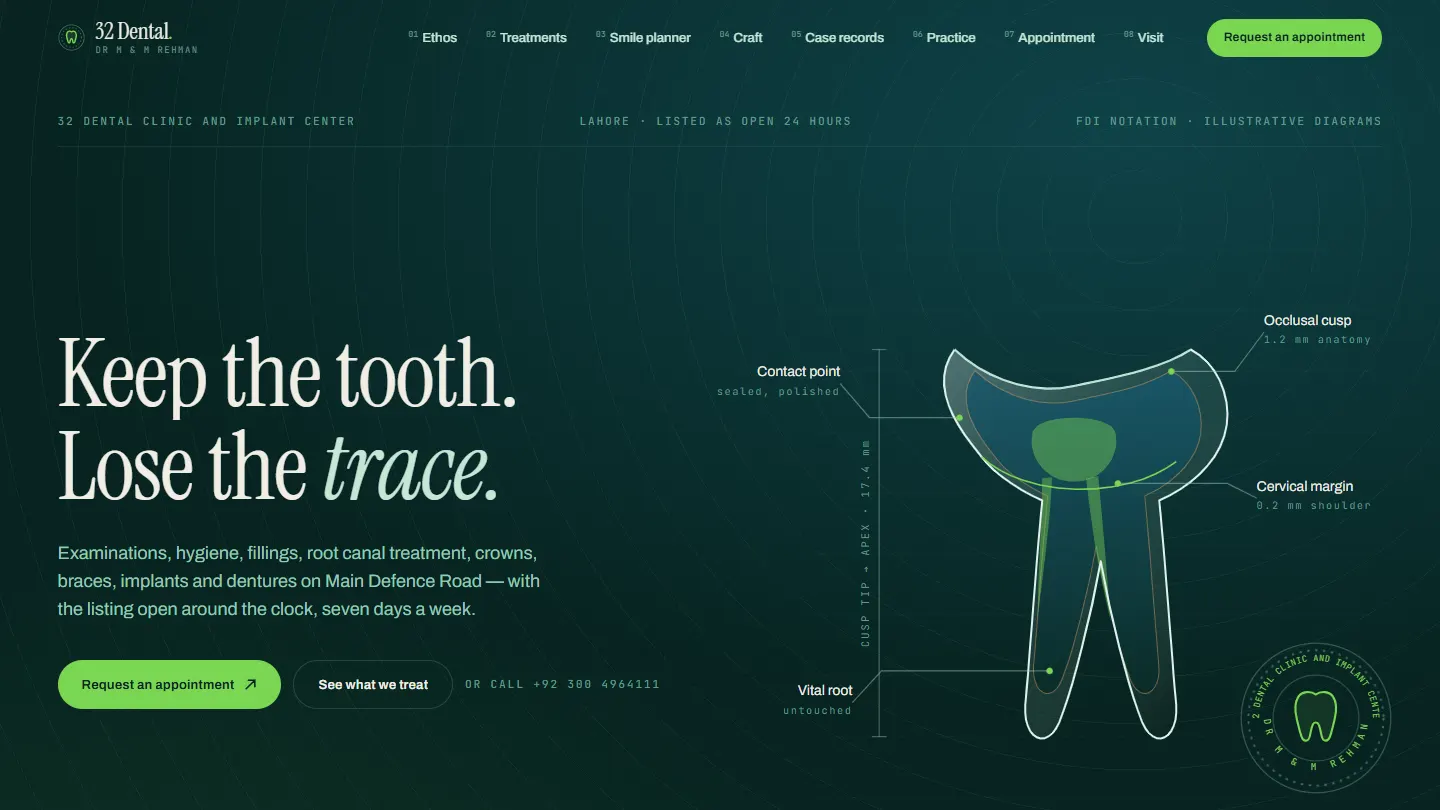 32 Dental.
DR M & M REHMAN
01 Ethos
02 Treatments
03 Smile planner
04 Craft
05 Case records
06 Practice
07 Appointment
08 Visit
Request an appointment
32 DENTAL CLINIC AND IMPLANT CENTER
LAHORE · LISTED AS OPEN 24 HOURS
FDI NOTATION · ILLUSTRATIVE DIAGRAMS
Keep the tooth.
Lose the trace.
Examinations, hygiene, fillings, root canal treatment, crowns,
braces, implants and dentures on Main Defence Road — with
the listing open around the clock, seven days a week.
Request an appointment
See what we treat
OR CALL +92 300 4964111
Occlusal cusp
1.2 mm anatomy
Contact point
sealed, polished
CUSP TIP → APEX · 17.4 mm
Cervical margin
0.2 mm shoulder
Vital root
untouched
2 DENTAL CLINIC AND IMPLANT CENTE
DR M & M REHMAN